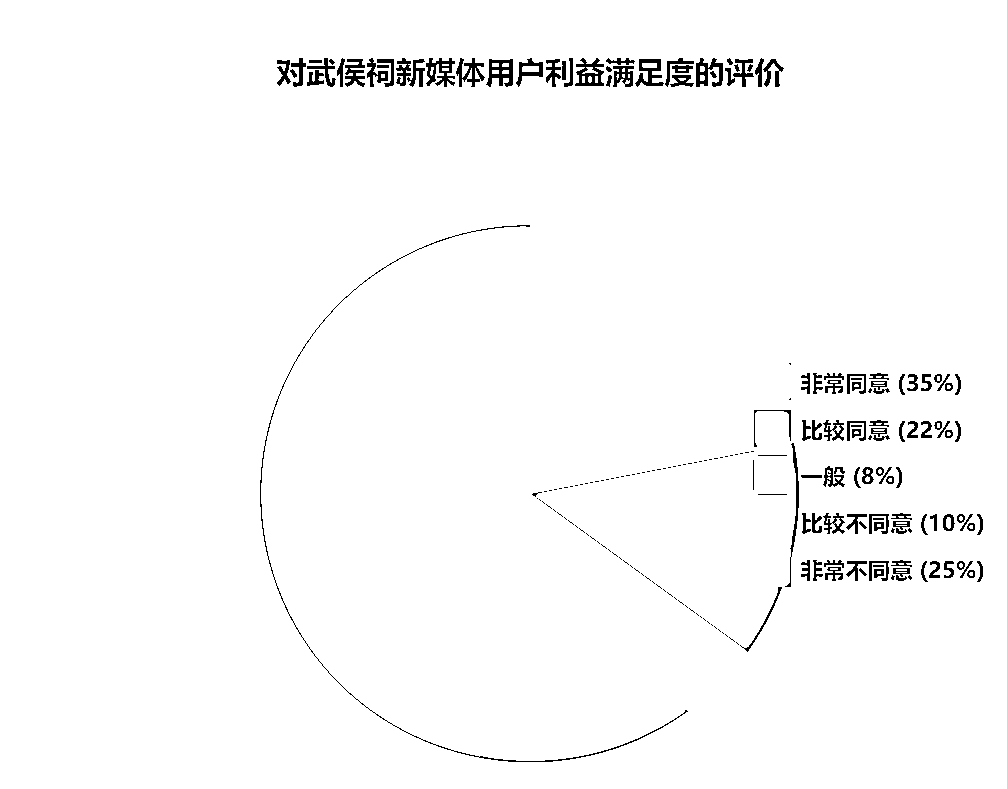 对武侯祠新媒体用户利益满足度的评价
非常同意 (35%)
比较同意 (22%)
一般 (8%)
比较不同意 (10%)
非常不同意 (25%)